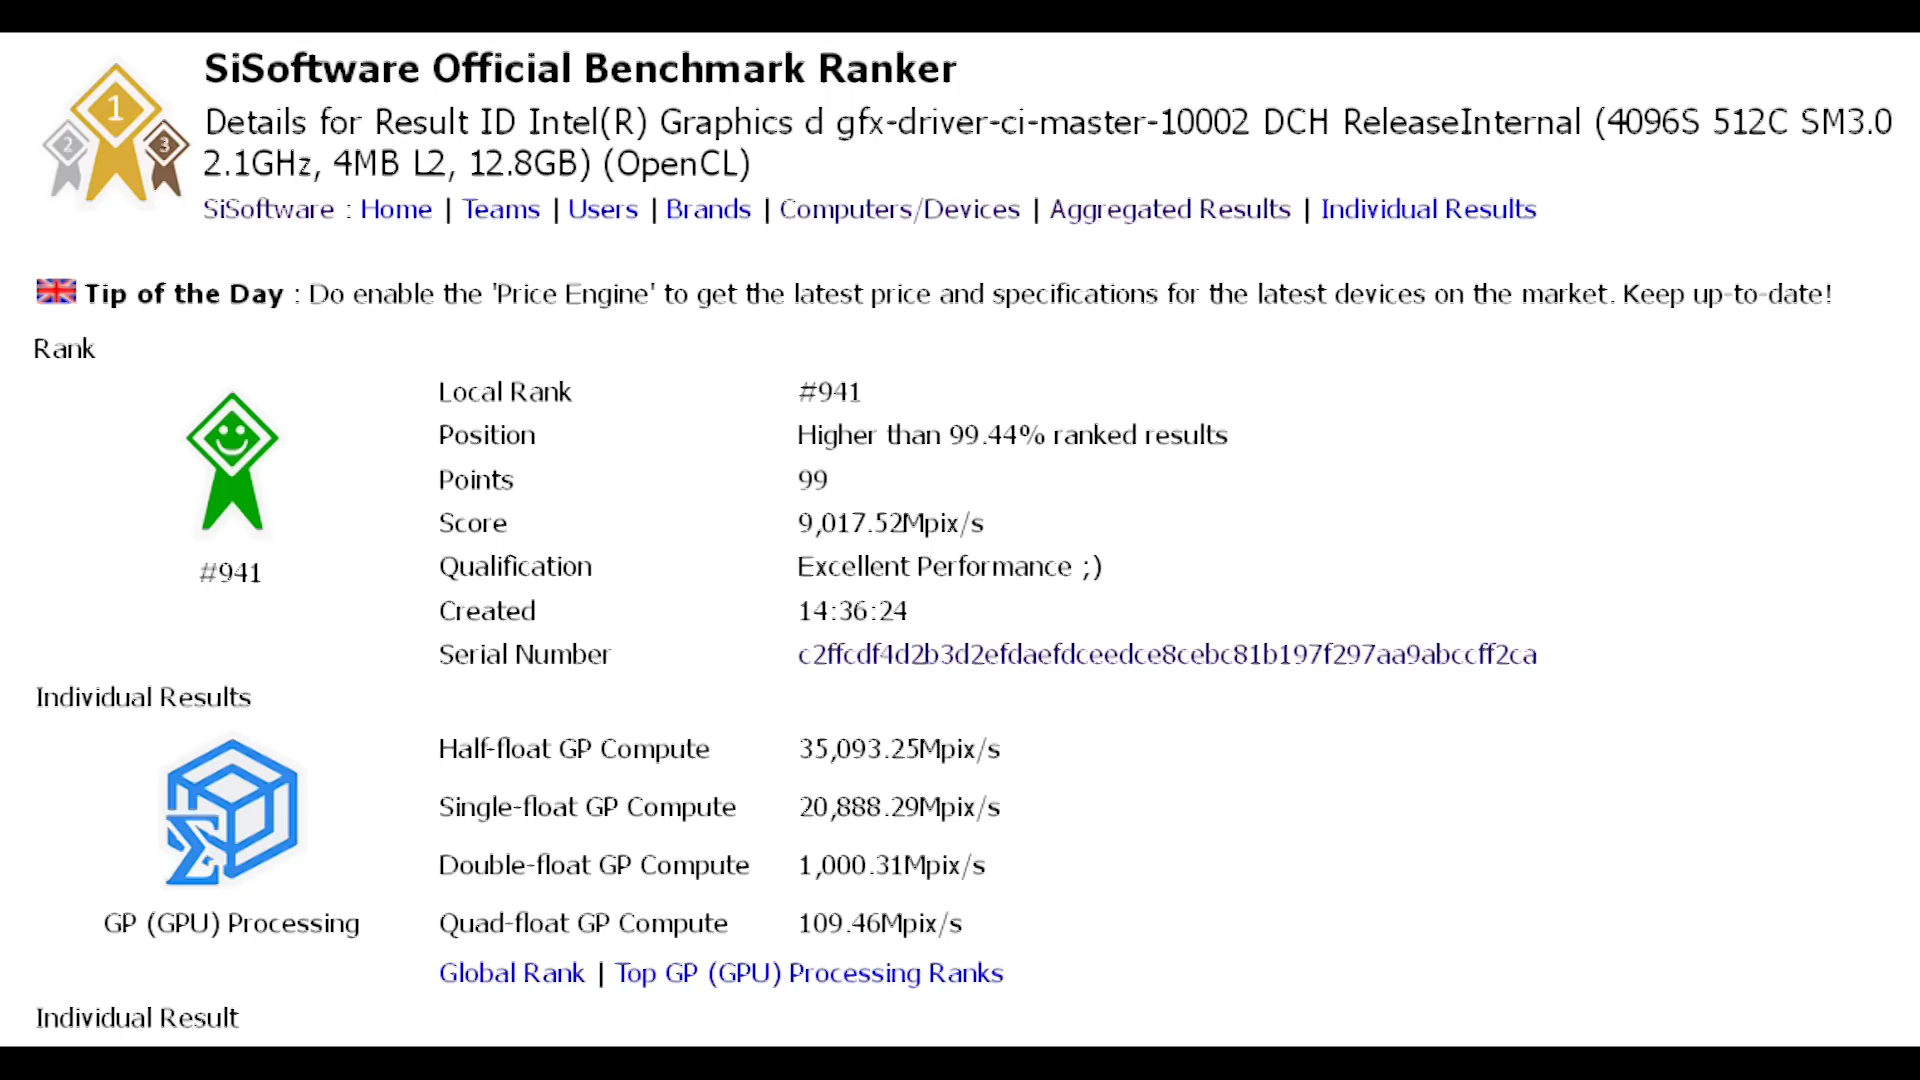 SiSoftware Official Benchmark Ranker
Details for Result ID Intel(R) Graphics d gfx-driver-ci-master-10002 DCH ReleaseInternal (4096S 512C SM3.0
2.1GHz, 4MB L2, 12.8GB) (OpenCL)
SiSoftware : Home | Teams | Users | Brands | Computers/Devices | Aggregated Results | Individual Results
1
2
3
Tip of the Day : Do enable the 'Price Engine' to get the latest price and specifications for the latest devices on the market. Keep up-to-date!
Rank
Local Rank #941
Position Higher than 99.44% ranked results
Points 99
Score 9,017.52Mpix/s
Qualification Excellent Performance ;)
#941
Created 14:36:24
Serial Number c2ffcdf4d2b3d2efdaefdceedce8cebc81b197f297aa9abccff2ca
Individual Results
Half-float GP Compute 35,093.25Mpix/s
Single-float GP Compute 20,888.29Mpix/s
Double-float GP Compute 1,000.31Mpix/s
GP (GPU) Processing
Quad-float GP Compute 109.46Mpix/s
Global Rank | Top GP (GPU) Processing Ranks
Individual Result